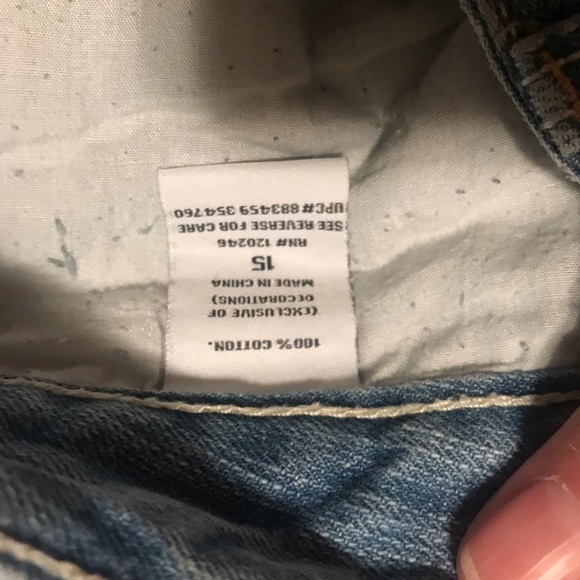 100% COTTON.
(EXCLUSIVE OF
DECORATIONS)
MADE IN CHINA
15
RN# 120246
SEE REVERSE FOR CARE
UPC# 883459 354760